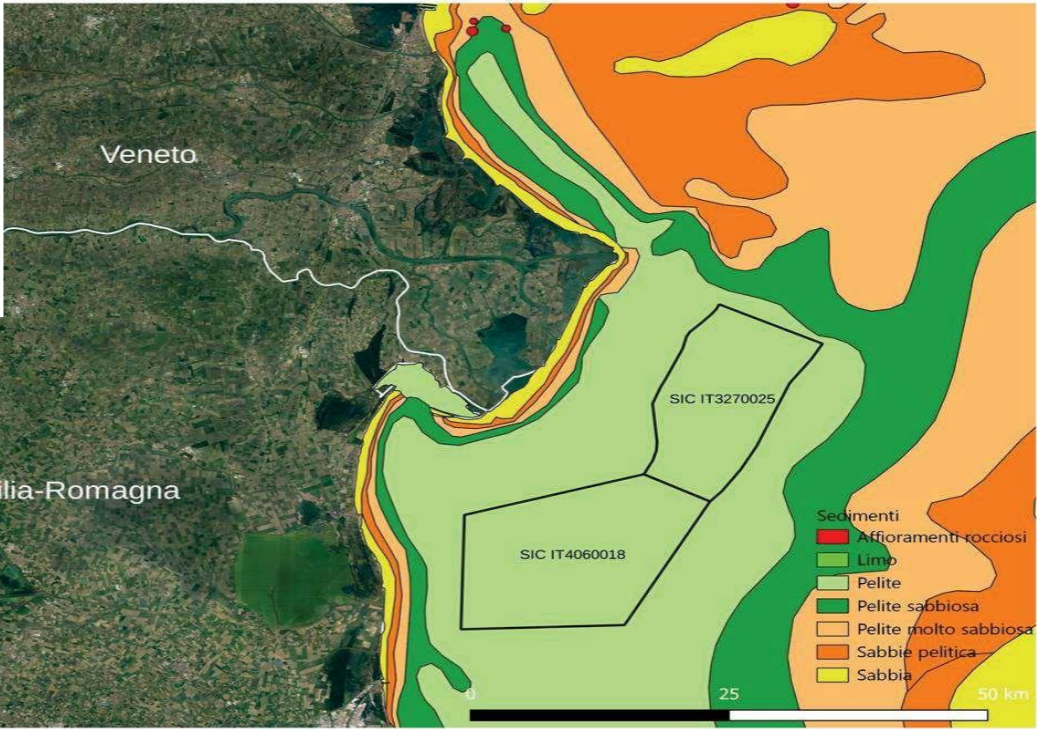 Veneto
SIC IT3270025
ilia-Romagna
SIC IT4060018
Sedimenti
Affioramenti rocciosi
Limo
Pelite
Pelite sabbiosa
Pelite molto sabbiosa
Sabbie pelitica
Sabbia
0 25 50 km